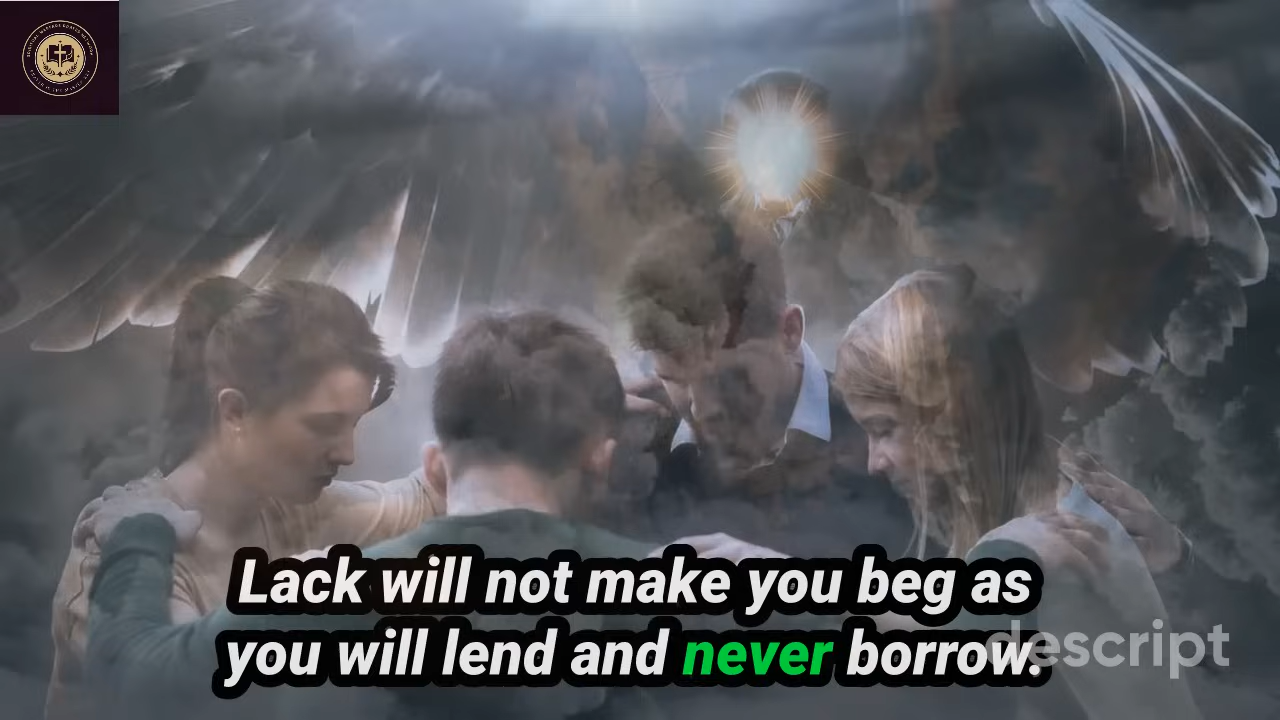 Lack will not make you beg as
you will lend and never borrow.
descript